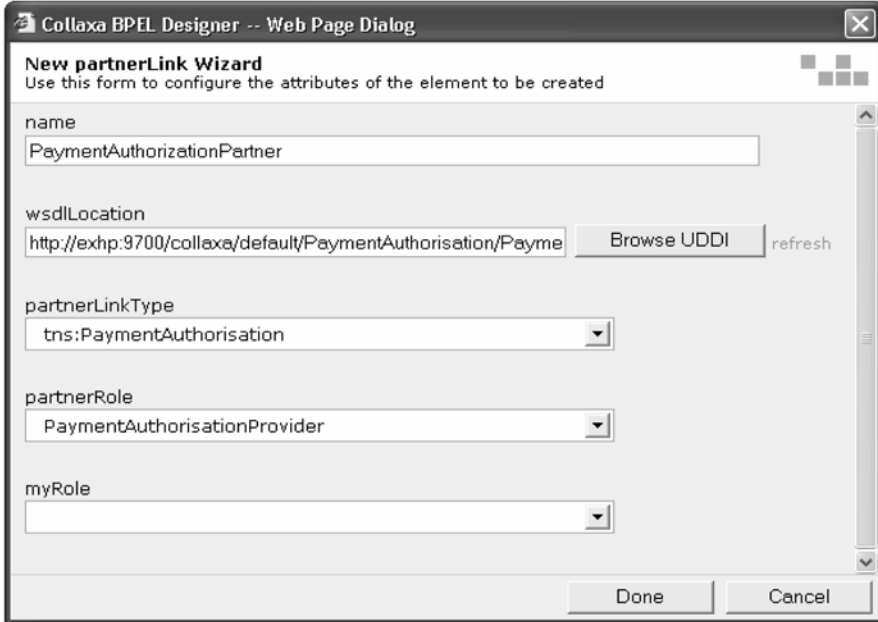 Collaxa BPEL Designer -- Web Page Dialog
New partnerLink Wizard
Use this form to configure the attributes of the element to be created
name
PaymentAuthorizationPartner
wsdlLocation
http://exhp:9700/collaxa/default/PaymentAuthorisation/Payme Browse UDDI refresh
partnerLinkType
tns:PaymentAuthorisation
partnerRole
PaymentAuthorisationProvider
myRole
Done Cancel